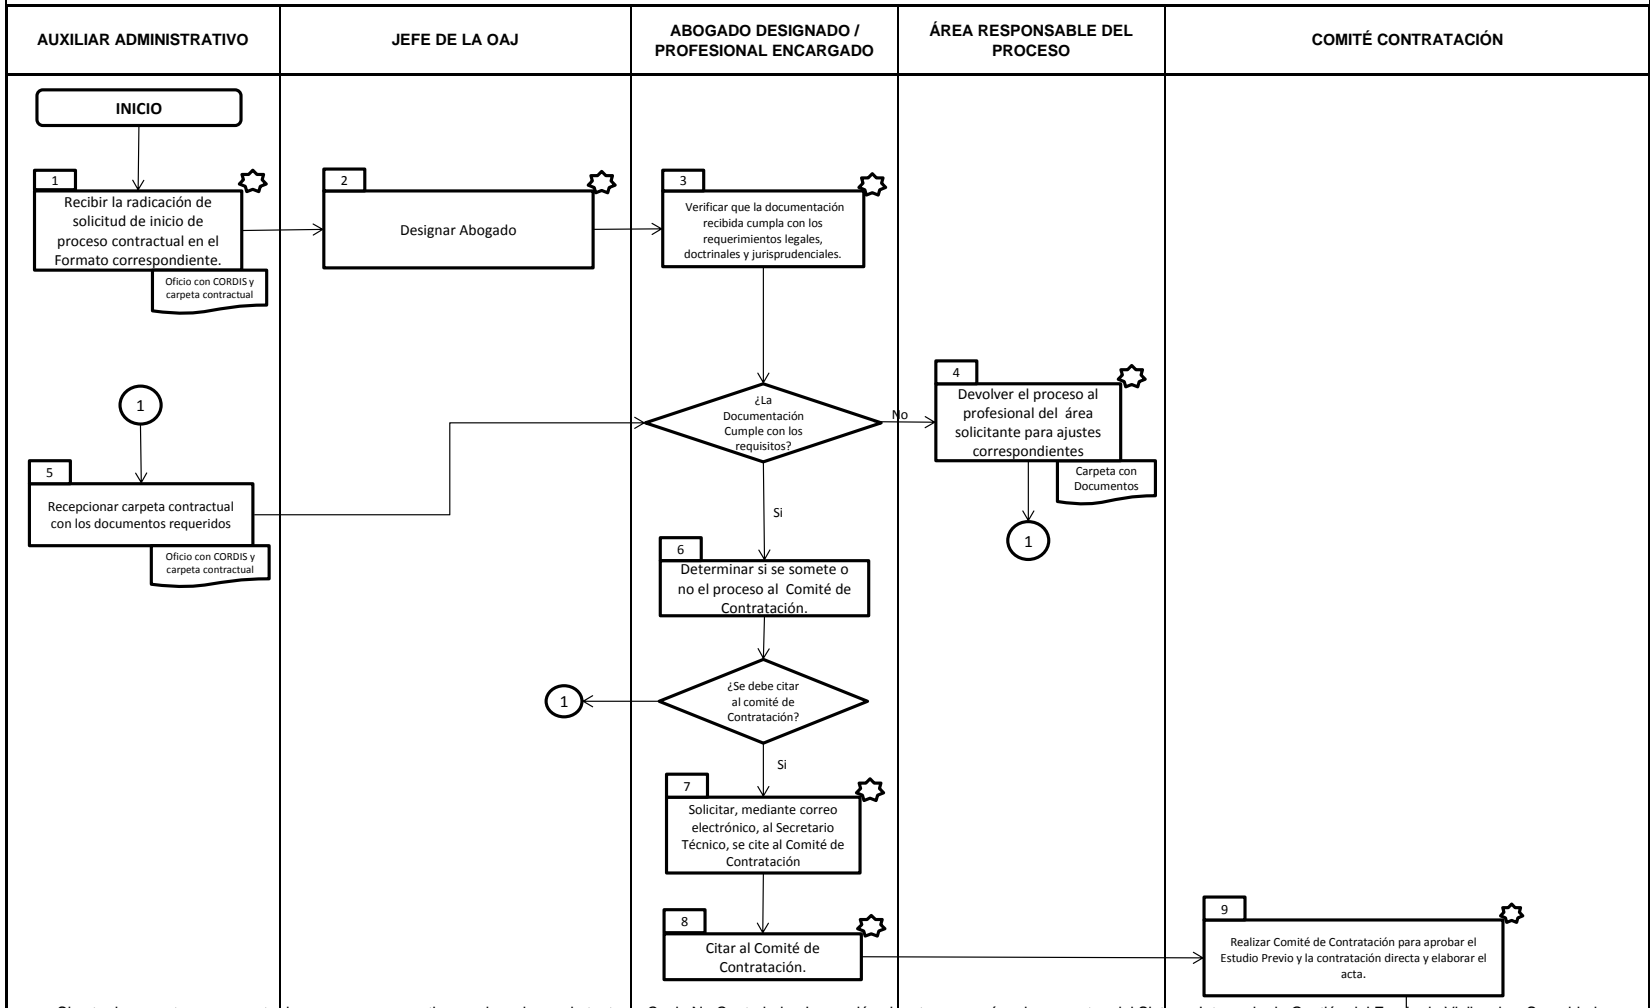 AUXILIAR ADMINISTRATIVO
JEFE DE LA OAJ
ABOGADO DESIGNADO /
PROFESIONAL ENCARGADO
ÁREA RESPONSABLE DEL
PROCESO
COMITÉ CONTRATACIÓN
INICIO
1
Recibir la radicación de
solicitud de inicio de
proceso contractual en el
Formato correspondiente.
Oficio con CORDIS y
carpeta contractual
2
Designar Abogado
3
Verificar que la documentación
recibida cumpla con los
requerimientos legales,
doctrinales y jurisprudenciales.
¿La
Documentación
Cumple con los
requisitos?
No
4
Devolver el proceso al
profesional del área
solicitante para ajustes
correspondientes
Carpeta con
Documentos
1
1
5
Recepcionar carpeta contractual
con los documentos requeridos
Oficio con CORDIS y
carpeta contractual
Si
6
Determinar si se somete o
no el proceso al Comité de
Contratación.
¿Se debe citar
al comité de
Contratación?
1
Si
7
Solicitar, mediante correo
electrónico, al Secretario
Técnico, se cite al Comité de
Contratación
8
Citar al Comité de
Contratación.
9
Realizar Comité de Contratación para aprobar el
Estudio Previo y la contratación directa y elaborar el
acta.